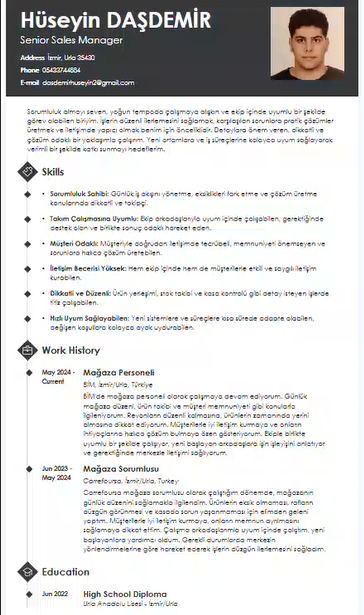 Hüseyin DAŞDEMİR
Senior Sales Manager
Address İzmir, Urla 35430
Phone 05433744884
E-mail dasdemirhuseyin2@gmail.com
Sorumluluk almayı seven, yoğun tempoda çalışmaya alışkın ve ekip içinde uyumlu bir şekilde
görev alabilen biriyim. İşlerin düzenli ilerlemesini sağlamak, karşılaşılan sorunlara pratik çözümler
üretmek ve iletişimde yapıcı olmak benim için önceliklidir. Detaylara önem veren, dikkatli ve
çözüm odaklı bir yaklaşımla çalışırım. Yeni ortamlara ve iş süreçlerine kolayca uyum sağlayarak
verimli bir şekilde katkı sunmayı hedeflerim.
Skills
• Sorumluluk Sahibi: Günlük iş akışını yönetme, eksiklikleri fark etme ve çözüm üretme
konularında dikkatli ve takipçi.
• Takım Çalışmasına Uyumlu: Ekip arkadaşlarıyla uyum içinde çalışabilen, gerektiğinde
destek olan ve birlikte sonuç odaklı hareket eden.
• Müşteri Odaklı: Müşteriyle doğrudan iletişimde tecrübeli, memnuniyeti önemseyen ve
sorunlara hızlıca çözüm üretebilen.
• İletişim Becerisi Yüksek: Hem ekip içinde hem de müşterilerle etkili ve saygılı iletişim
kurabilen.
• Dikkatli ve Düzenli: Ürün yerleşimi, stok takibi ve kasa kontrolü gibi detay isteyen işlerde
titiz çalışabilen.
• Hızlı Uyum Sağlayabilen: Yeni sistemlere ve süreçlere kısa sürede adapte olabilen,
değişen koşullara kolayca ayak uydurabilen.
Work History
May 2024 -
Current
Mağaza Personeli
BİM, İzmir/Urla, Türkiye
BİM'de mağaza personeli olarak çalışmaya devam ediyorum. Günlük
mağaza düzeni, ürün takibi ve müşteri memnuniyeti gibi konularla
ilgileniyorum. Reyonların düzenli kalmasına, ürünlerin zamanında yerini
almasına dikkat ediyorum. Müşterilerle iyi iletişim kurmaya ve onların
ihtiyaçlarına hızlıca çözüm bulmaya özen gösteriyorum. Ekiple birlikte
uyumlu bir şekilde çalışıyor, yeni başlayan arkadaşlarım için işleyişini anlatıyor
ve gerektiğinde merkezle iletişimi sağlıyorum.
Jun 2023 -
May 2024
Mağaza Sorumlusu
Carrefoursa, İzmir/Urla, Turkey
Carrefoursa mağaza sorumlusu olarak çalıştığım dönemde, mağazanın
günlük düzenini sağlamakla ilgilendim. Ürünlerin eksik olmaması, rafların
düzgün görünmesi ve kasada sorun yaşanmaması için elimden geleni
yaptım. Müşterilerle iyi iletişim kurmaya, onların memnun ayrılmasını
sağlamaya dikkat ettim. Çalışma arkadaşlarımla uyum içinde çalıştım, yeni
başlayanlara yardımcı oldum. Gerekli durumlarda merkezin
yönlendirmelerine göre hareket ederek işlerin düzgün ilerlemesini sağladım.
Education
Jun 2022
High School Diploma
Urla Anadolu Lisesi - İzmir/Urla